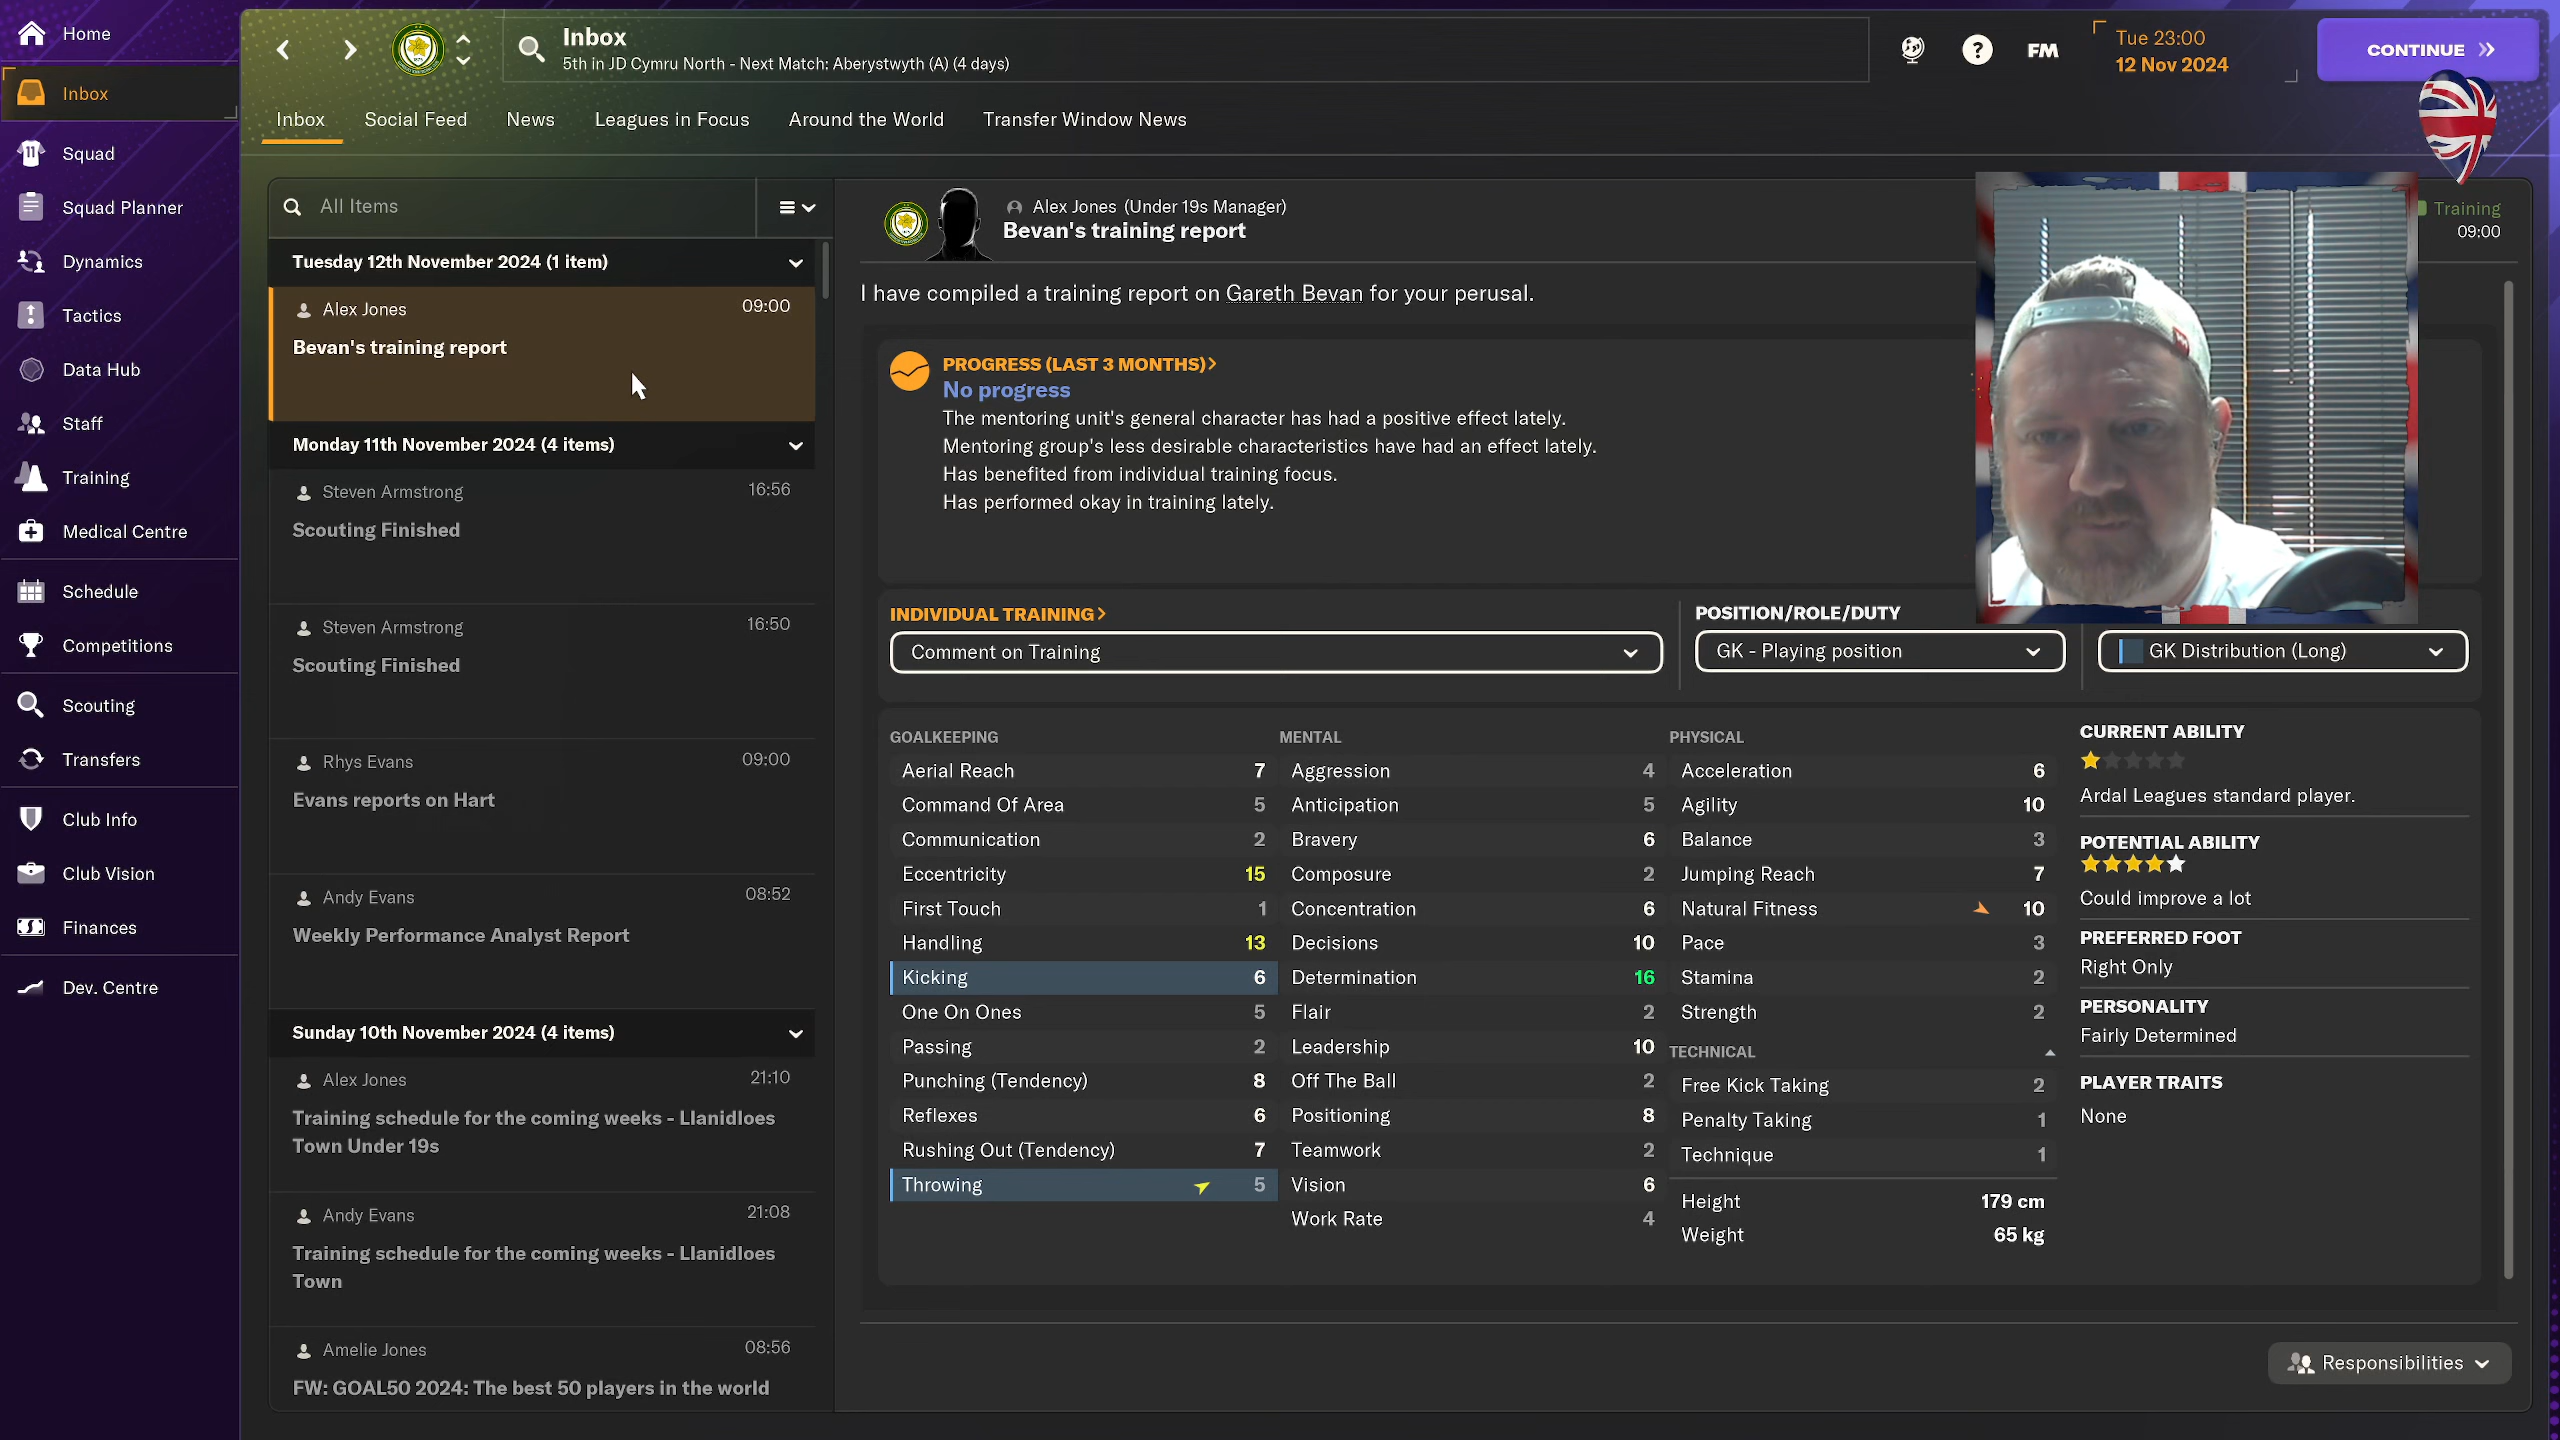 Home
Inbox
Squad
Squad Planner
Dynamics
Tactics
Data Hub
Staff
Training
Medical Centre
Schedule
Competitions
Scouting
Transfers
Club Info
Club Vision
Finances
Dev. Centre
Inbox
5th in JD Cymru North - Next Match: Aberystwyth (A) (4 days)
?
FM
Tue 23:00
12 Nov 2024
CONTINUE
Inbox Social Feed News Leagues in Focus Around the World Transfer Window News
All Items
Tuesday 12th November 2024 (1 item)
Alex Jones 09:00
Bevan's training report
Monday 11th November 2024 (4 items)
Steven Armstrong 16:56
Scouting Finished
Steven Armstrong 16:50
Scouting Finished
Rhys Evans 09:00
Evans reports on Hart
Andy Evans 08:52
Weekly Performance Analyst Report
Sunday 10th November 2024 (4 items)
Alex Jones 21:10
Training schedule for the coming weeks - Llanidloes
Town Under 19s
Andy Evans 21:08
Training schedule for the coming weeks - Llanidloes
Town
Amelie Jones 08:56
FW: GOAL50 2024: The best 50 players in the world
Alex Jones (Under 19s Manager)
Bevan's training report
Training
09:00
I have compiled a training report on Gareth Bevan for your perusal.
PROGRESS (LAST 3 MONTHS)>
No progress
The mentoring unit's general character has had a positive effect lately.
Mentoring group's less desirable characteristics have had an effect lately.
Has benefited from individual training focus.
Has performed okay in training lately.
INDIVIDUAL TRAINING>
Comment on Training
POSITION/ROLE/DUTY
GK - Playing position
GK Distribution (Long)
GOALKEEPING
Aerial Reach 7
Command Of Area 5
Communication 2
Eccentricity 15
First Touch 1
Handling 13
Kicking 6
One On Ones 5
Passing 2
Punching (Tendency) 8
Reflexes 6
Rushing Out (Tendency) 7
Throwing 5
MENTAL
Aggression 4
Anticipation 5
Bravery 6
Composure 2
Concentration 6
Decisions 10
Determination 16
Flair 2
Leadership 10
Off The Ball 2
Positioning 8
Teamwork 2
Vision 6
Work Rate 4
PHYSICAL
Acceleration 6
Agility 10
Balance 3
Jumping Reach 7
Natural Fitness 10
Pace 3
Stamina 2
Strength 2
TECHNICAL
Free Kick Taking 2
Penalty Taking 1
Technique 1
Height 179 cm
Weight 65 kg
CURRENT ABILITY
Ardal Leagues standard player.
POTENTIAL ABILITY
Could improve a lot
PREFERRED FOOT
Right Only
PERSONALITY
Fairly Determined
PLAYER TRAITS
None
Responsibilities